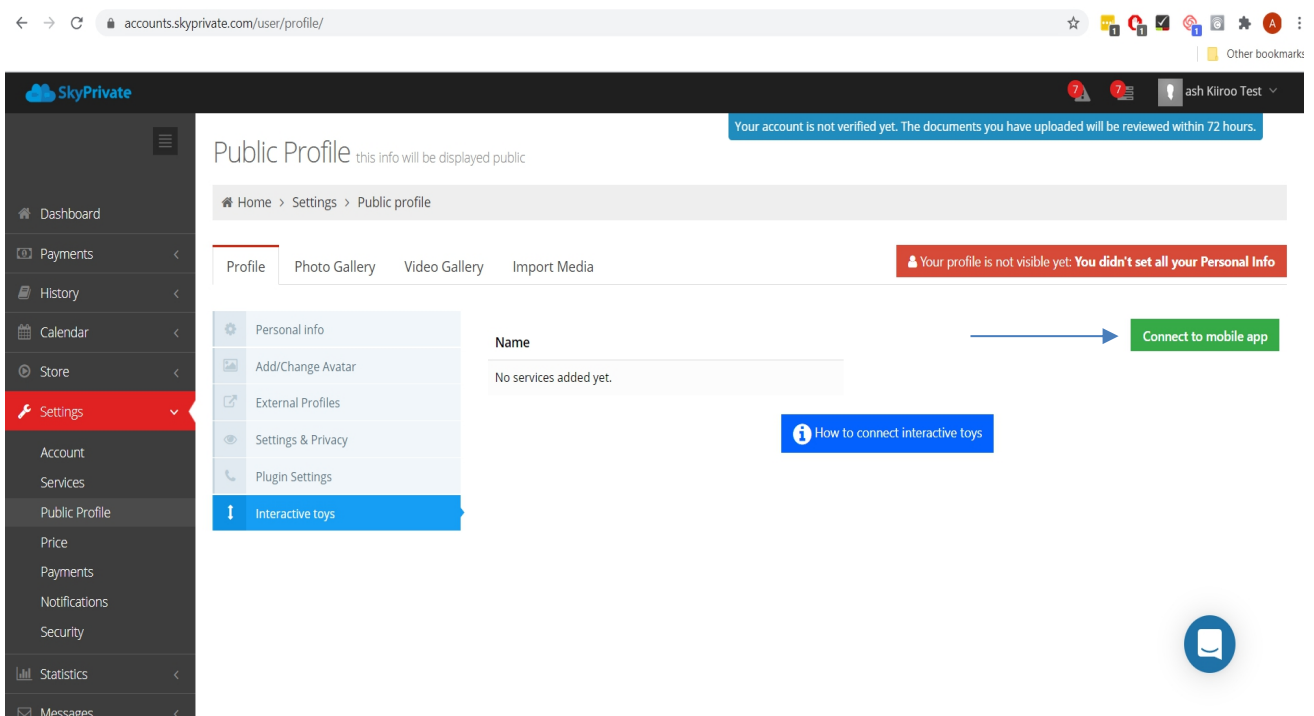 accounts.skyprivate.com/user/profile/
1
1
1
A
Other bookmarks
SkyPrivate
7
7
ash Kiiroo Test
Your account is not verified yet. The documents you have uploaded will be reviewed within 72 hours.
Public Profile this info will be displayed public
Home > Settings > Public profile
Dashboard
Payments
History
Calendar
Store
Settings
Account
Services
Public Profile
Price
Payments
Notifications
Security
Statistics
Messages
Profile Photo Gallery Video Gallery Import Media
Your profile is not visible yet: You didn't set all your Personal Info
Personal info
Add/Change Avatar
External Profiles
Settings & Privacy
Plugin Settings
Interactive toys
Name
No services added yet.
Connect to mobile app
How to connect interactive toys